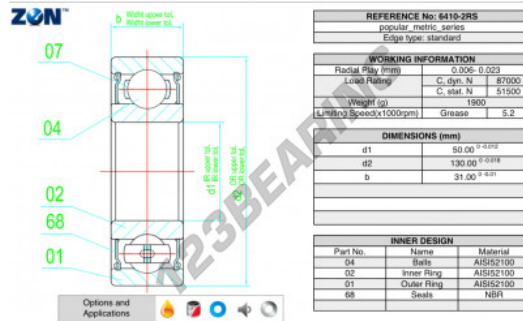 ZEN™
b Width upper tol.
Width lower tol.
07
04
02
68
01
d1 IR upper tol.
IR lower tol.
d2 OR upper tol.
OR lower tol.
123BEARING
Options and
Applications
REFERENCE No: 6410-2RS
popular_metric_series
Edge type: standard
WORKING INFORMATION
Radial Play (mm) 0.006- 0.023
Load Rating C, dyn. N 87000
C, stat. N 51500
Weight (g) 1900
Limiting Speed(x1000rpm) Grease 5.2
DIMENSIONS (mm)
d1 50.00 0 -0.012
d2 130.00 0 -0.018
b 31.00 0 -0.01
INNER DESIGN
Part No. Name Material
04 Balls AISI52100
02 Inner Ring AISI52100
01 Outer Ring AISI52100
68 Seals NBR